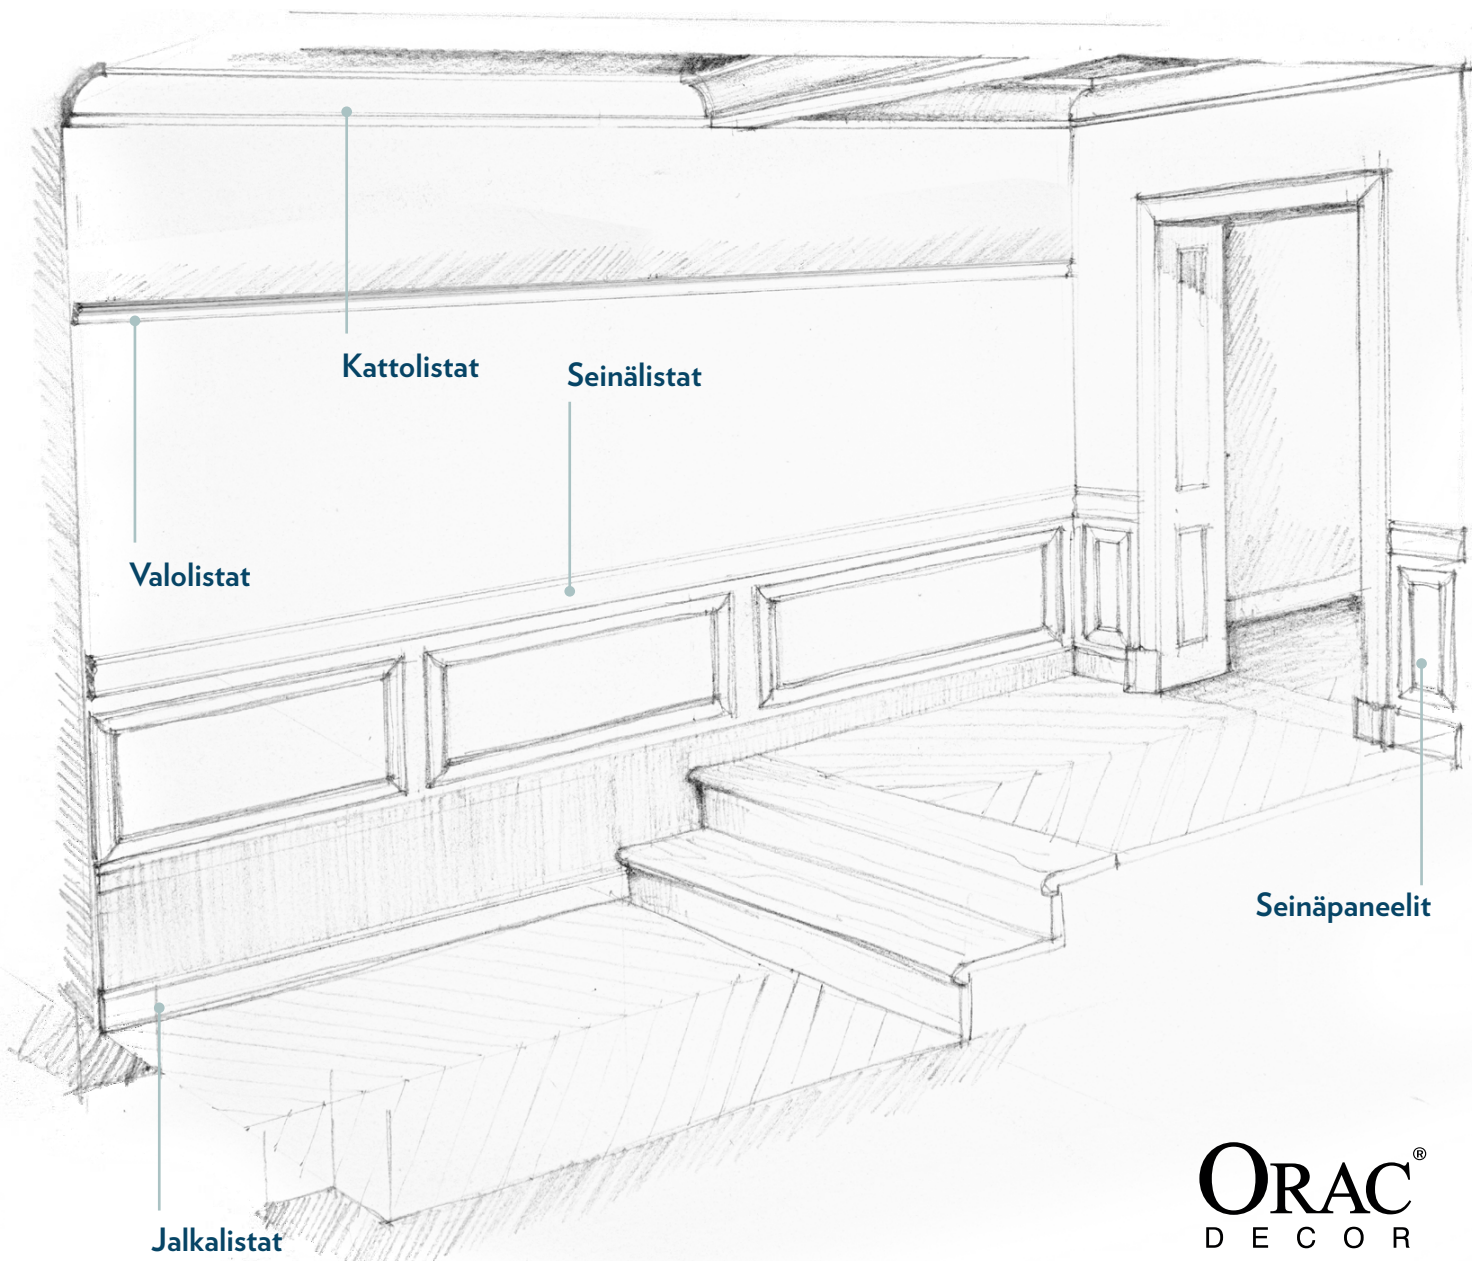 Kattolistat
Seinälistat
Valolistat
Seinäpaneelit
Jalkalistat
ORAC®
DECOR